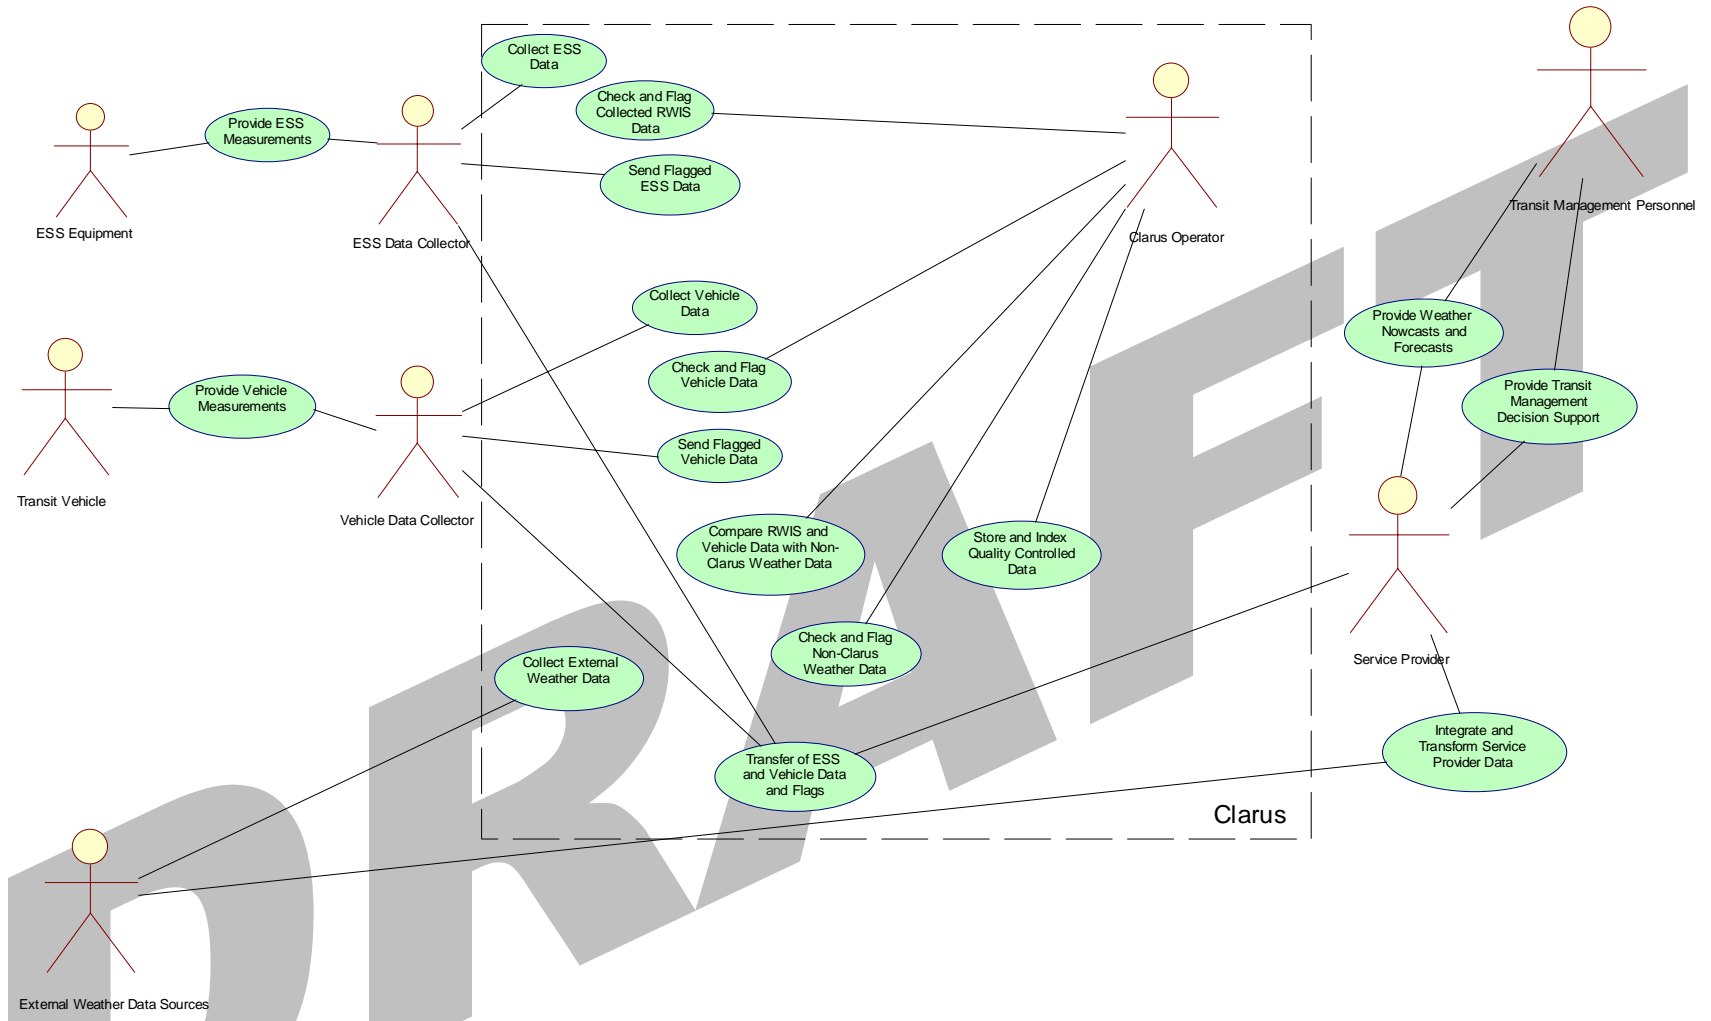 Collect ESS
Data
Check and Flag
Collected RWIS
Data
Provide ESS
Measurements
Send Flagged
ESS Data
ESS Equipment
ESS Data Collector
Clarus Operator
Transit Management Personnel
Collect Vehicle
Data
Provide Weather
Nowcasts and
Forecasts
Check and Flag
Vehicle Data
Provide Vehicle
Measurements
Provide Transit
Management
Decision Support
Send Flagged
Vehicle Data
Transit Vehicle
Vehicle Data Collector
Compare RWIS and
Vehicle Data with Non-
Clarus Weather Data
Store and Index
Quality Controlled
Data
Check and Flag
Non-Clarus
Weather Data
Service Provider
Collect External
Weather Data
Transfer of ESS
and Vehicle Data
and Flags
Integrate and
Transform Service
Provider Data
Clarus
External Weather Data Sources
DRAFT